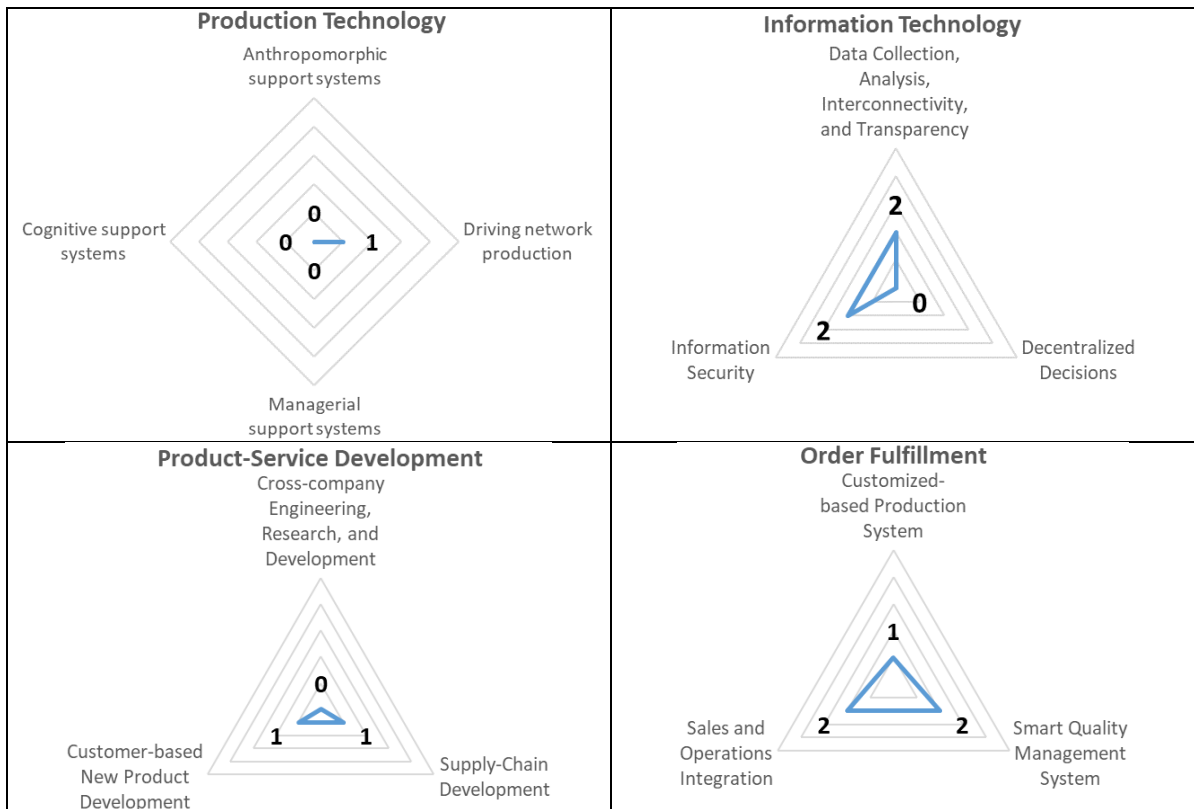 Production Technology
Anthropomorphic
support systems
0
Cognitive support
systems
0
1
Driving network
production
0
Managerial
support systems
Information Technology
Data Collection,
Analysis,
Interconnectivity,
and Transparency
2
0
2
Information
Security
Decentralized
Decisions
Product-Service Development
Cross-company
Engineering,
Research, and
Development
0
1
1
Customer-based
New Product
Development
Supply-Chain
Development
Order Fulfillment
Customized-
based Production
System
1
2
2
Sales and
Operations
Integration
Smart Quality
Management
System